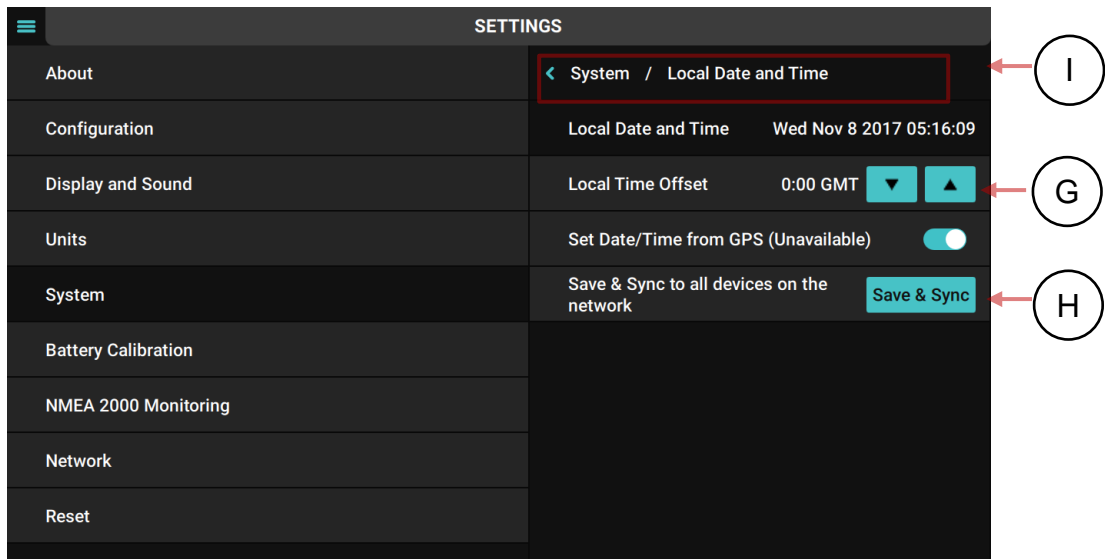 SETTINGS
About
Configuration
Display and Sound
Units
System
Battery Calibration
NMEA 2000 Monitoring
Network
Reset
System / Local Date and Time
Local Date and Time Wed Nov 8 2017 05:16:09
Local Time Offset 0:00 GMT
Set Date/Time from GPS (Unavailable)
Save & Sync to all devices on the
network
Save & Sync
I
G
H